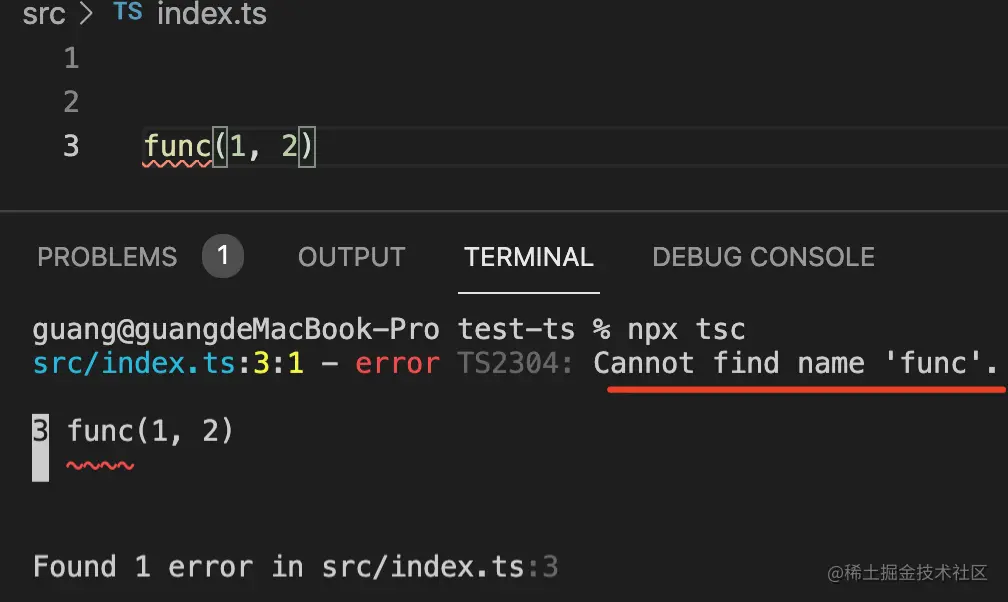 src > TS index.ts
1
2
3 func(1, 2)
PROBLEMS 1 OUTPUT TERMINAL DEBUG CONSOLE
guang@guangdeMacBook-Pro test-ts % npx tsc
src/index.ts:3:1 - error TS2304: Cannot find name 'func'.
3 func(1, 2)
~~~~
Found 1 error in src/index.ts:3
@稀土掘金技术社区